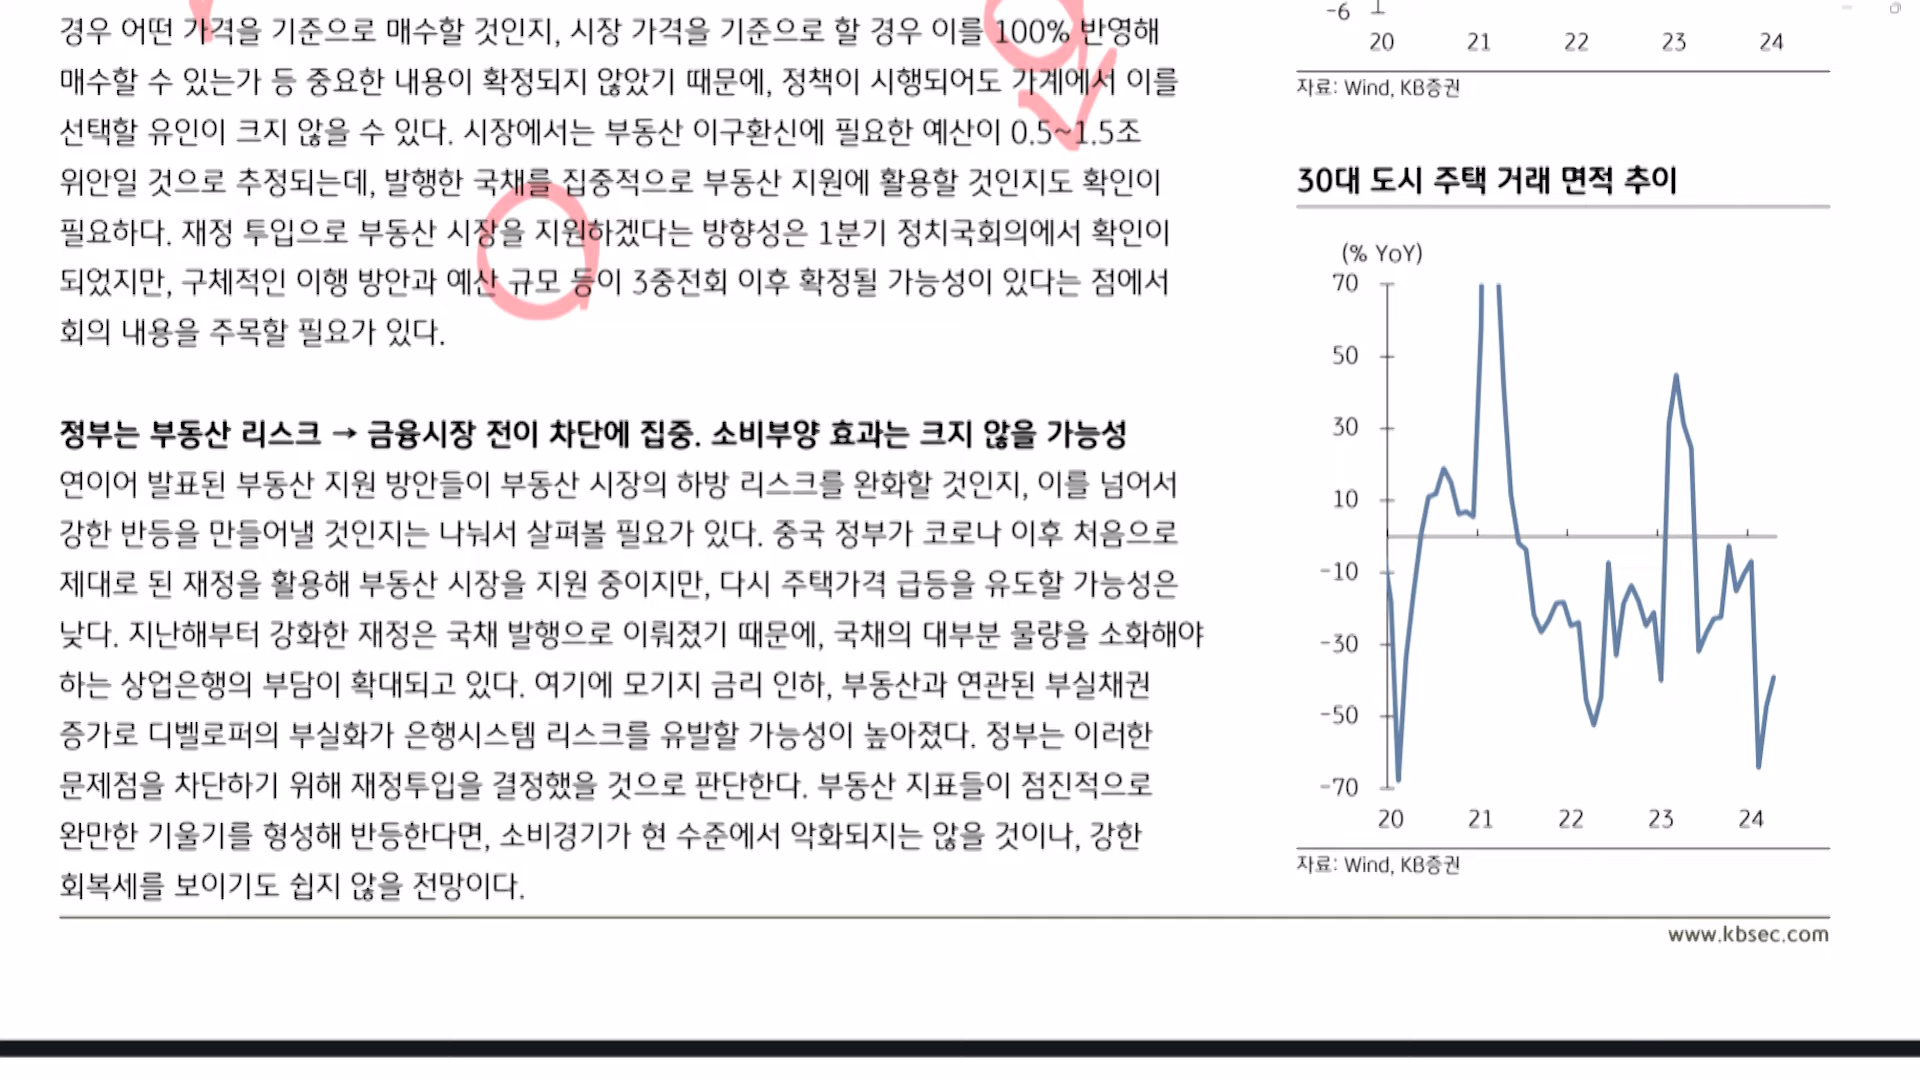 경우 어떤 가격을 기준으로 매수할 것인지, 시장 가격을 기준으로 할 경우 이를 100% 반영해
매수할 수 있는가 등 중요한 내용이 확정되지 않았기 때문에, 정책이 시행되어도 가계에서 이를
선택할 유인이 크지 않을 수 있다. 시장에서는 부동산 이구환신에 필요한 예산이 0.5~1.5조
위안일 것으로 추정되는데, 발행한 국채를 집중적으로 부동산 지원에 활용할 것인지도 확인이
필요하다. 재정 투입으로 부동산 시장을 지원하겠다는 방향성은 1분기 정치국회의에서 확인이
되었지만, 구체적인 이행 방안과 예산 규모 등이 3중전회 이후 확정될 가능성이 있다는 점에서
회의 내용을 주목할 필요가 있다.
정부는 부동산 리스크 → 금융시장 전이 차단에 집중. 소비부양 효과는 크지 않을 가능성
연이어 발표된 부동산 지원 방안들이 부동산 시장의 하방 리스크를 완화할 것인지, 이를 넘어서
강한 반등을 만들어낼 것인지는 나눠서 살펴볼 필요가 있다. 중국 정부가 코로나 이후 처음으로
제대로 된 재정을 활용해 부동산 시장을 지원 중이지만, 다시 주택가격 급등을 유도할 가능성은
낮다. 지난해부터 강화한 재정은 국채 발행으로 이뤄졌기 때문에, 국채의 대부분 물량을 소화해야
하는 상업은행의 부담이 확대되고 있다. 여기에 모기지 금리 인하, 부동산과 연관된 부실채권
증가로 디벨로퍼의 부실화가 은행시스템 리스크를 유발할 가능성이 높아졌다. 정부는 이러한
문제점을 차단하기 위해 재정투입을 결정했을 것으로 판단한다. 부동산 지표들이 점진적으로
완만한 기울기를 형성해 반등한다면, 소비경기가 현 수준에서 악화되지는 않을 것이나, 강한
회복세를 보이기도 쉽지 않을 전망이다.
-6
20 21 22 23 24
자료: Wind, KB증권
30대 도시 주택 거래 면적 추이
(% YoY)
70
50
30
10
-10
-30
-50
-70
20 21 22 23 24
자료: Wind, KB증권
www.kbsec.com